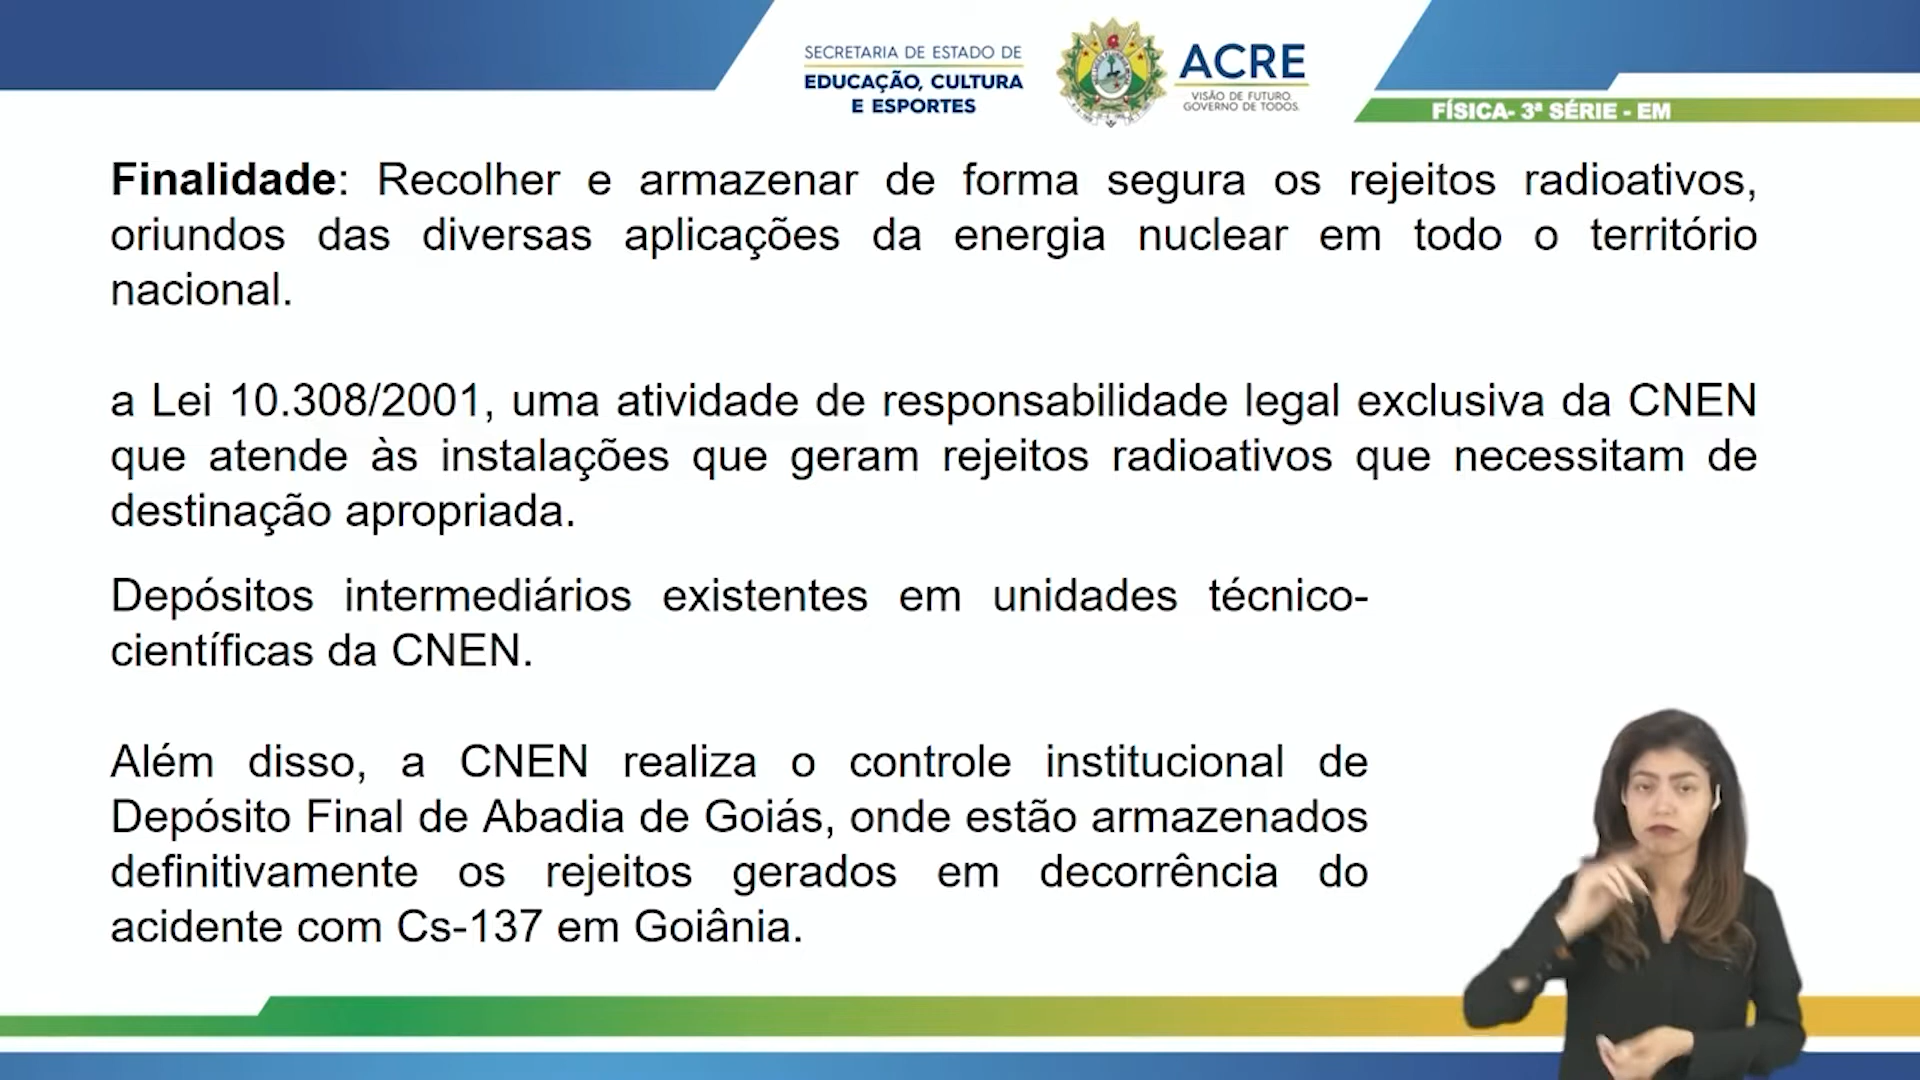 SECRETARIA DE ESTADO DE
EDUCAÇÃO, CULTURA
E ESPORTES
ACRE
VISÃO DE FUTURO.
GOVERNO DE TODOS.
FÍSICA- 3ª SÉRIE - EM
Finalidade: Recolher e armazenar de forma segura os rejeitos radioativos,
oriundos das diversas aplicações da energia nuclear em todo o território
nacional.
a Lei 10.308/2001, uma atividade de responsabilidade legal exclusiva da CNEN
que atende às instalações que geram rejeitos radioativos que necessitam de
destinação apropriada.
Depósitos intermediários existentes em unidades técnico-
científicas da CNEN.
Além disso, a CNEN realiza o controle institucional de
Depósito Final de Abadia de Goiás, onde estão armazenados
definitivamente os rejeitos gerados em decorrência do
acidente com Cs-137 em Goiânia.